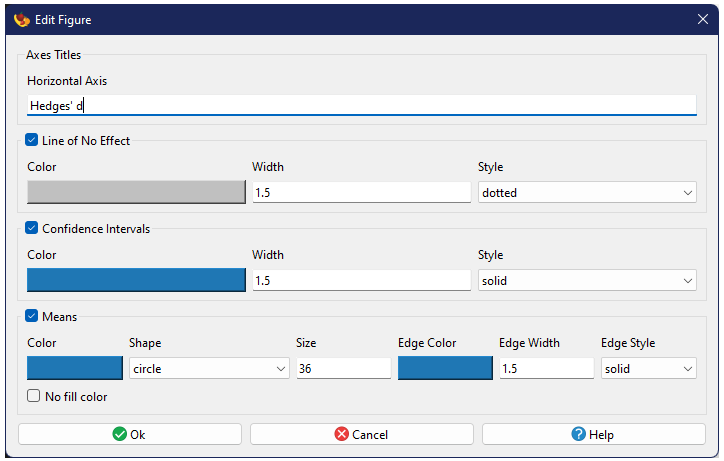 Edit Figure
Axes Titles
Horizontal Axis
Hedges' d
Line of No Effect
Color Width Style
1.5 dotted
Confidence Intervals
Color Width Style
1.5 solid
Means
Color Shape Size Edge Color Edge Width Edge Style
circle 36 1.5 solid
No fill color
Ok Cancel Help